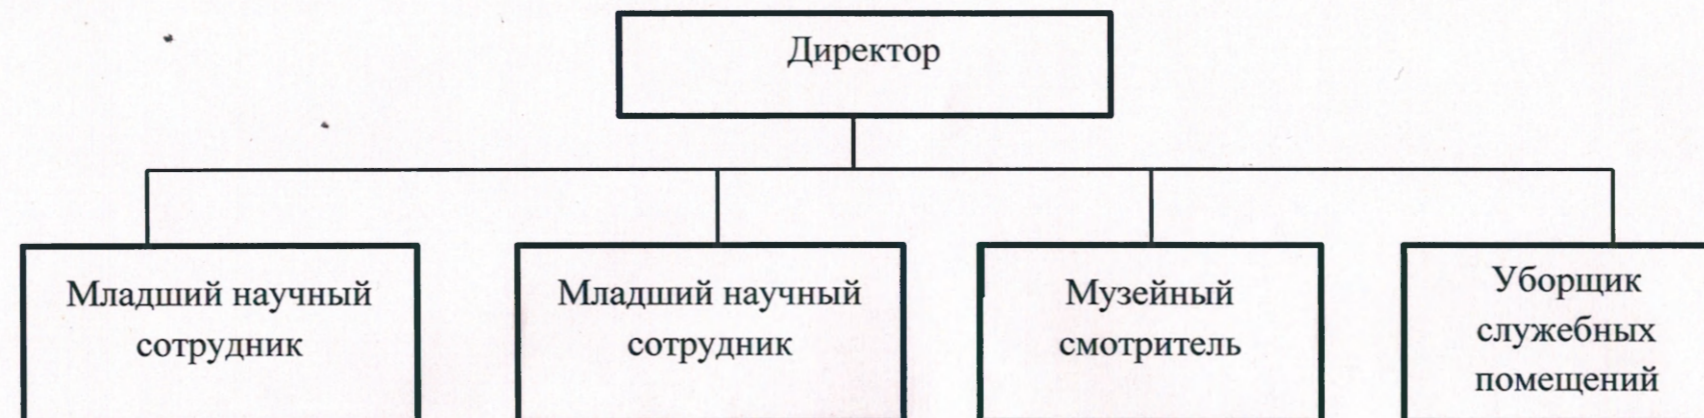 Директор
Младший научный
сотрудник
Младший научный
сотрудник
Музейный
смотритель
Уборщик
служебных
помещений